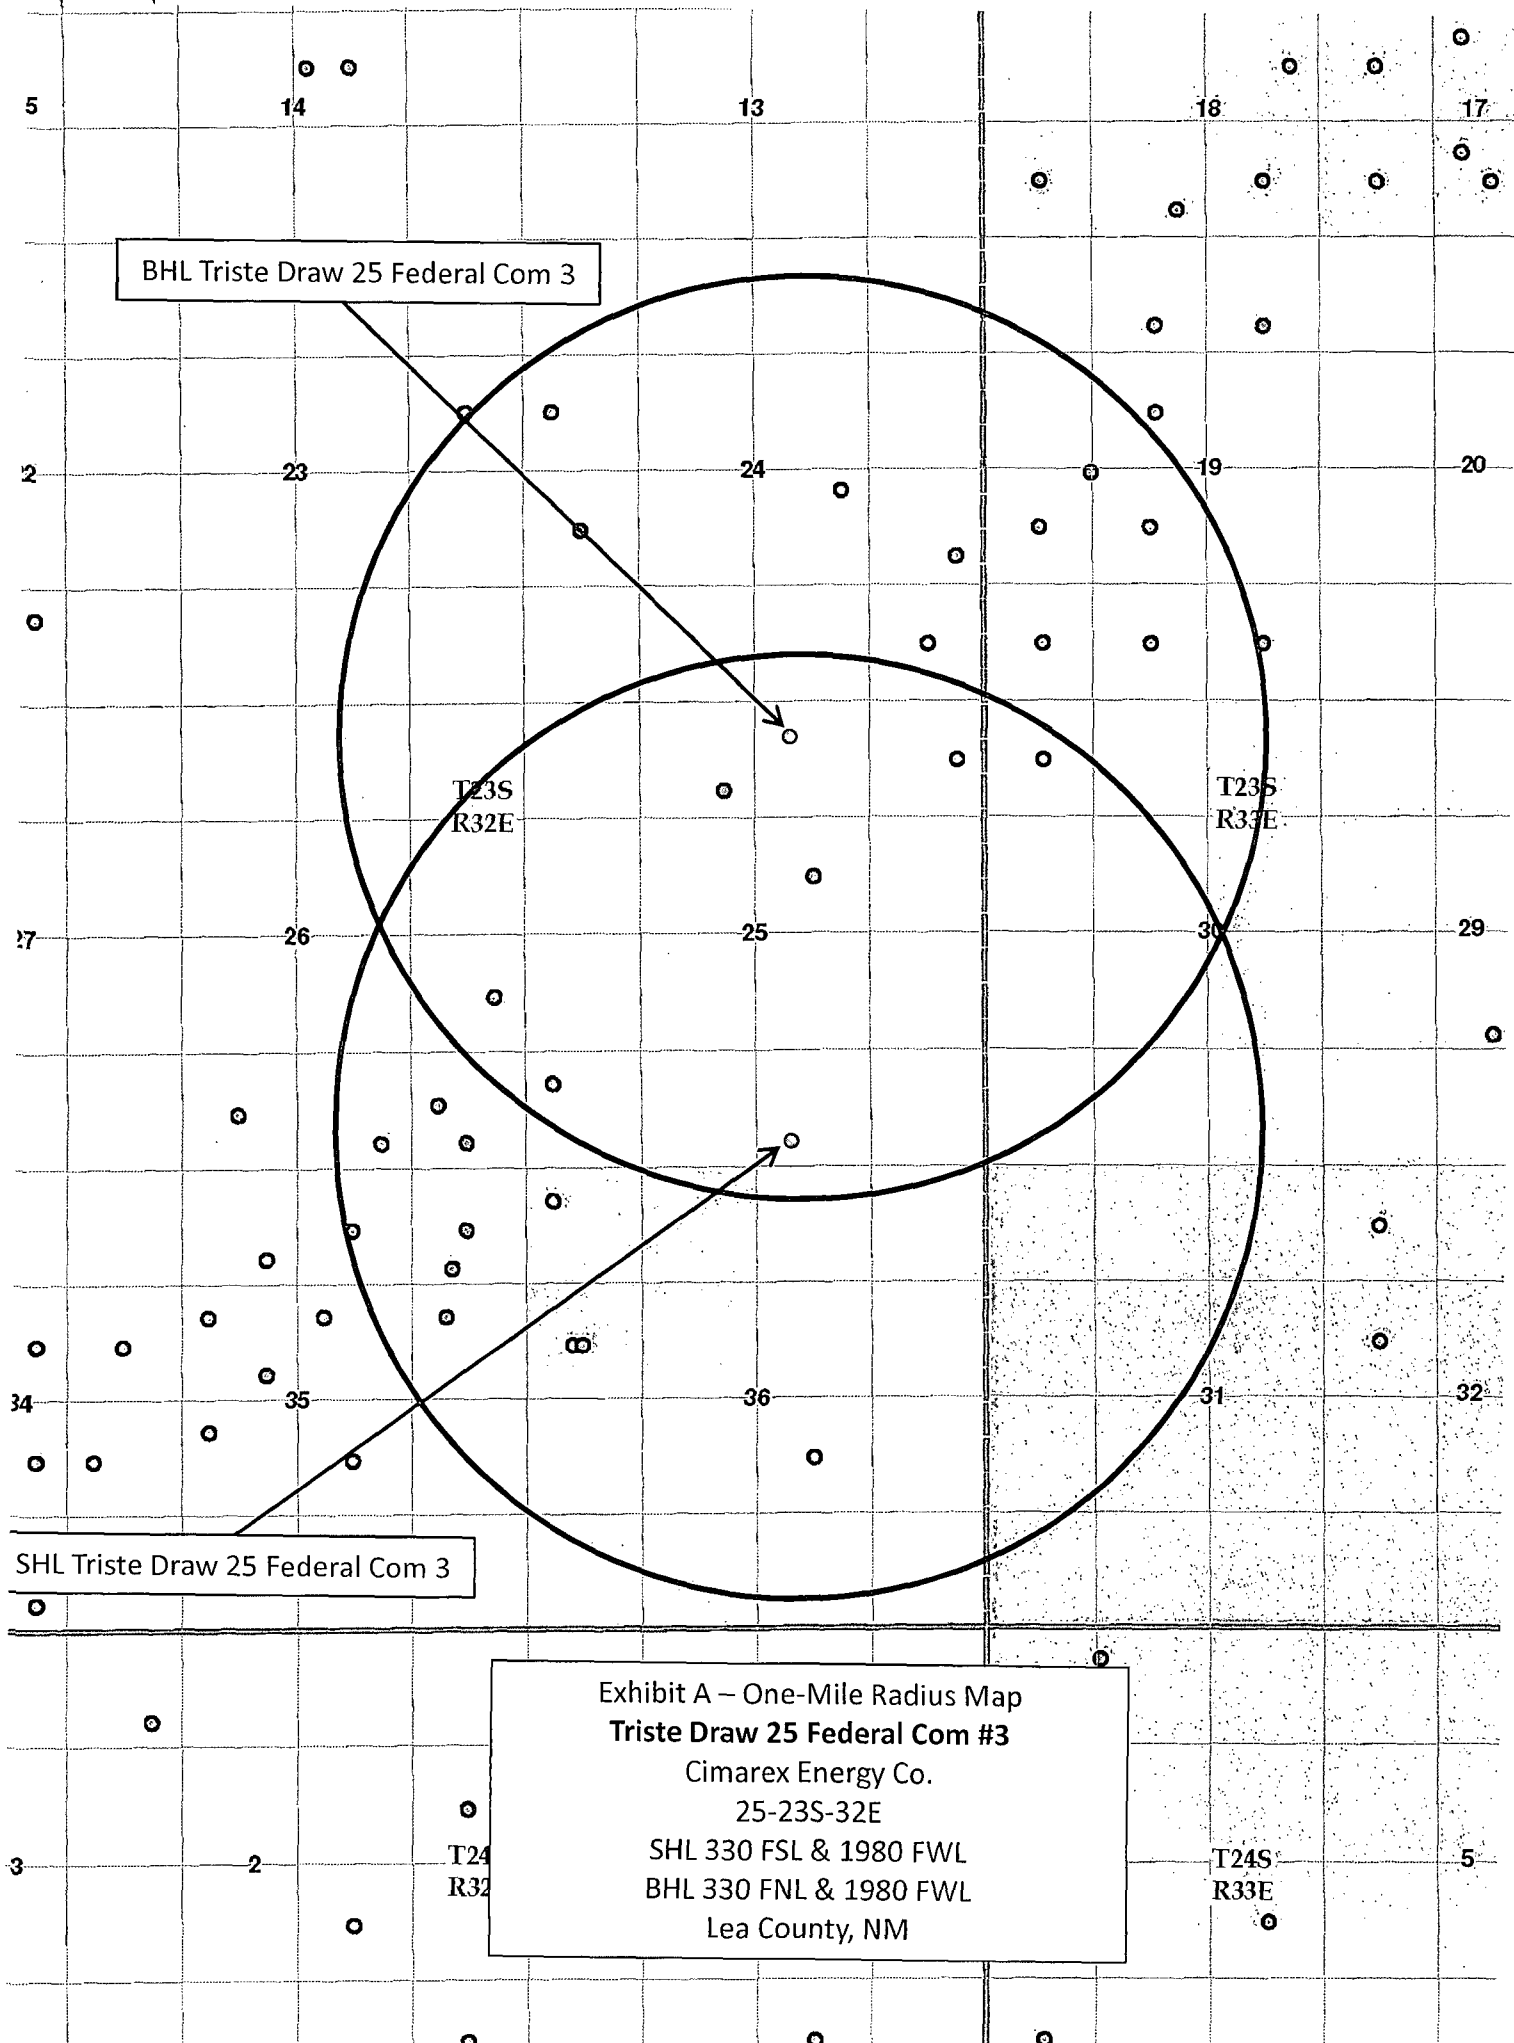 5
14
13
18
17
BHL Triste Draw 25 Federal Com 3
2
23
24
19
20
T23S
R32E
T23S
R33E
27
26
25
30
29
34
35
36
31
32
SHL Triste Draw 25 Federal Com 3
Exhibit A – One-Mile Radius Map
Triste Draw 25 Federal Com #3
Cimarex Energy Co.
25-23S-32E
SHL 330 FSL & 1980 FWL
BHL 330 FNL & 1980 FWL
Lea County, NM
3
2
T24
R32
T24S
R33E
5